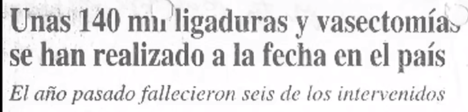 Unas 140 mil ligaduras y vasectomías
se han realizado a la fecha en el país
El año pasado fallecieron seis de los intervenidos